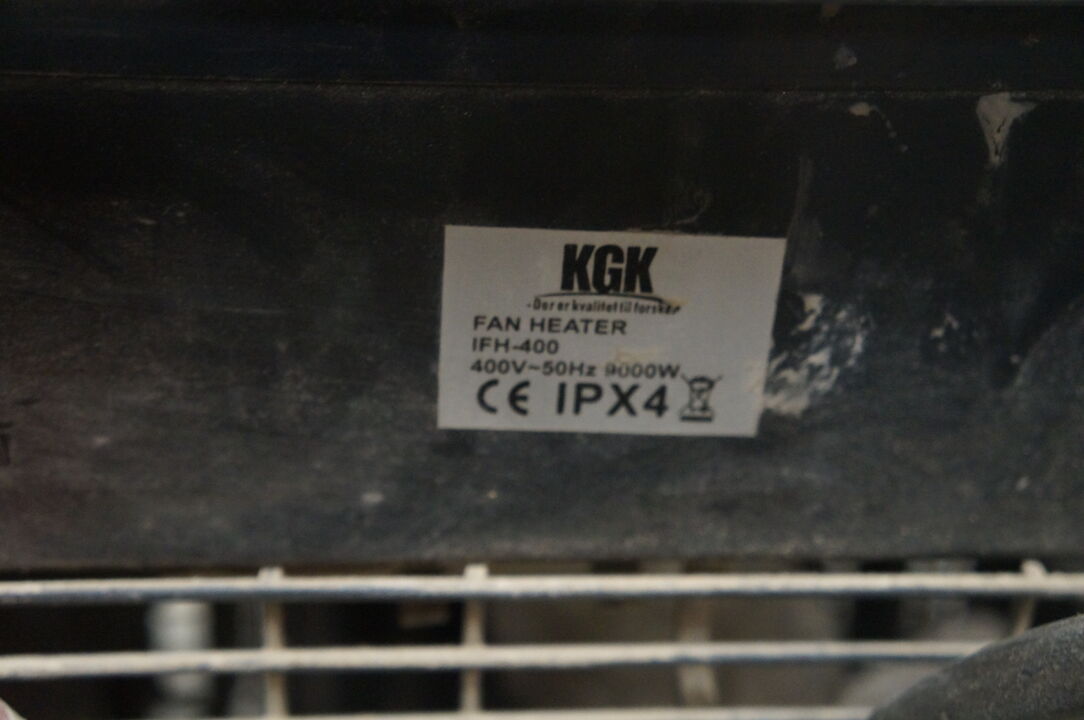 KGK
-Der er kvalitet til forskel
FAN HEATER
IFH-400
400V~50Hz 9000W
CE IPX4